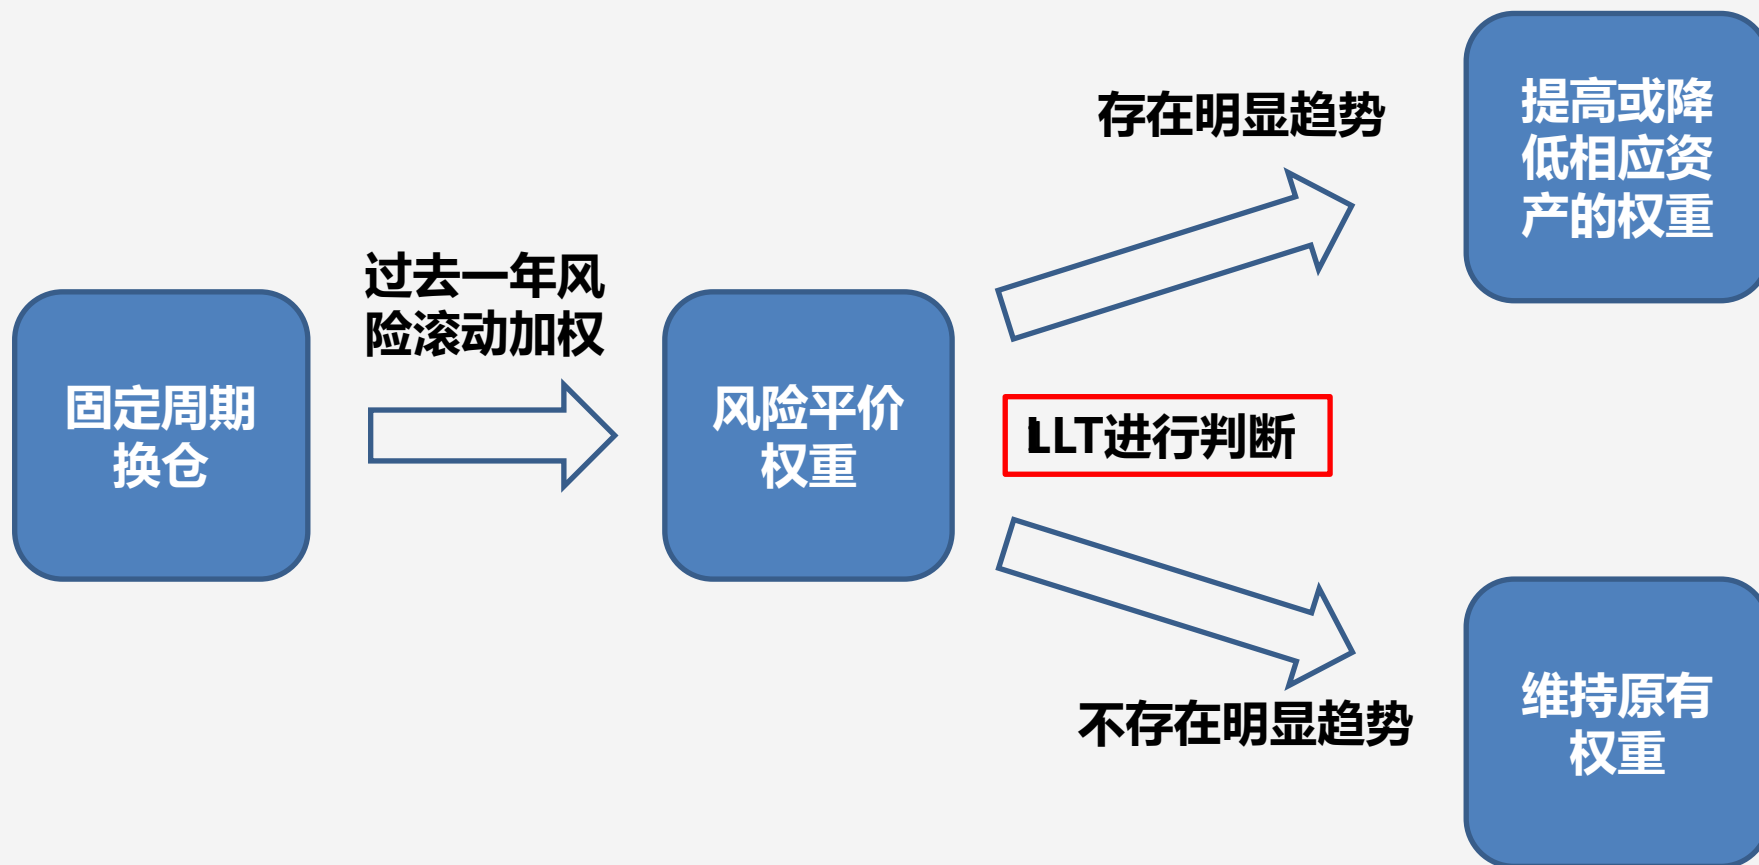 固定周期
换仓
过去一年风
险滚动加权
风险平价
权重
存在明显趋势
LLT进行判断
不存在明显趋势
提高或降
低相应资
产的权重
维持原有
权重